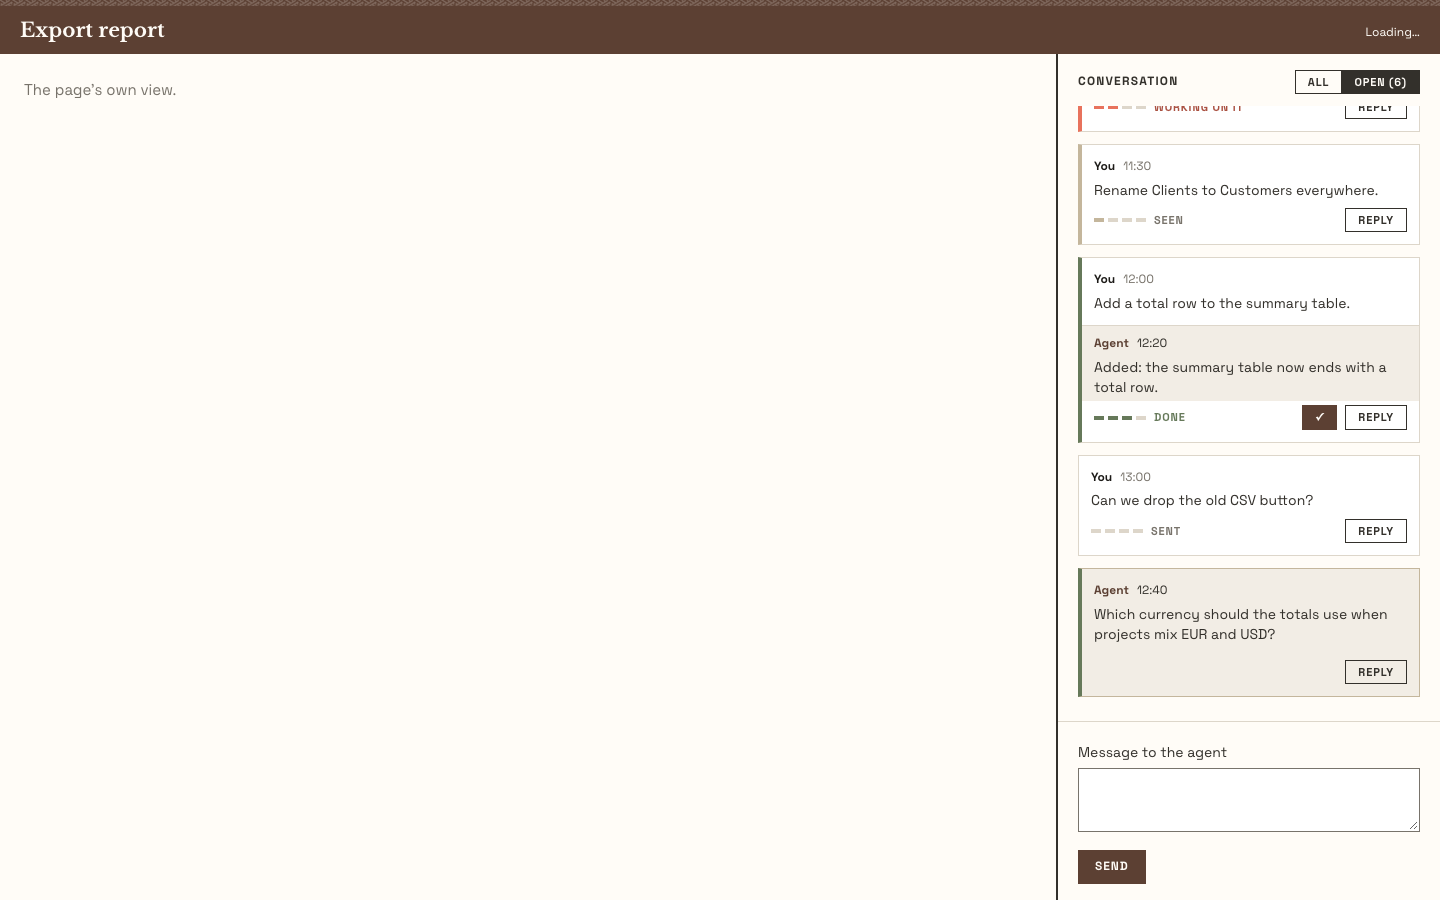 Export report
Loading…
The page's own view.
CONVERSATION
ALL
OPEN (6)
WORKING ON IT
REPLY
You 11:30
Rename Clients to Customers everywhere.
SEEN
REPLY
You 12:00
Add a total row to the summary table.
Agent 12:20
Added: the summary table now ends with a
total row.
DONE
✓
REPLY
You 13:00
Can we drop the old CSV button?
SENT
REPLY
Agent 12:40
Which currency should the totals use when
projects mix EUR and USD?
REPLY
Message to the agent
SEND